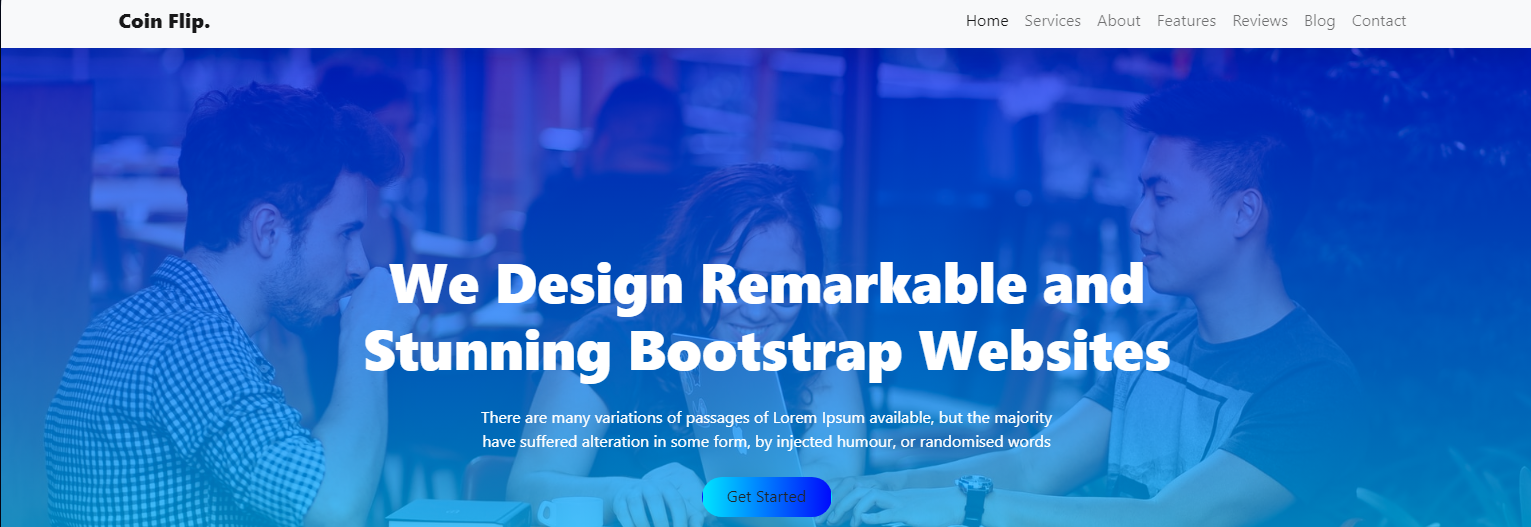 Coin Flip.
Home Services About Features Reviews Blog Contact
We Design Remarkable and
Stunning Bootstrap Websites
There are many variations of passages of Lorem Ipsum available, but the majority
have suffered alteration in some form, by injected humour, or randomised words
Get Started